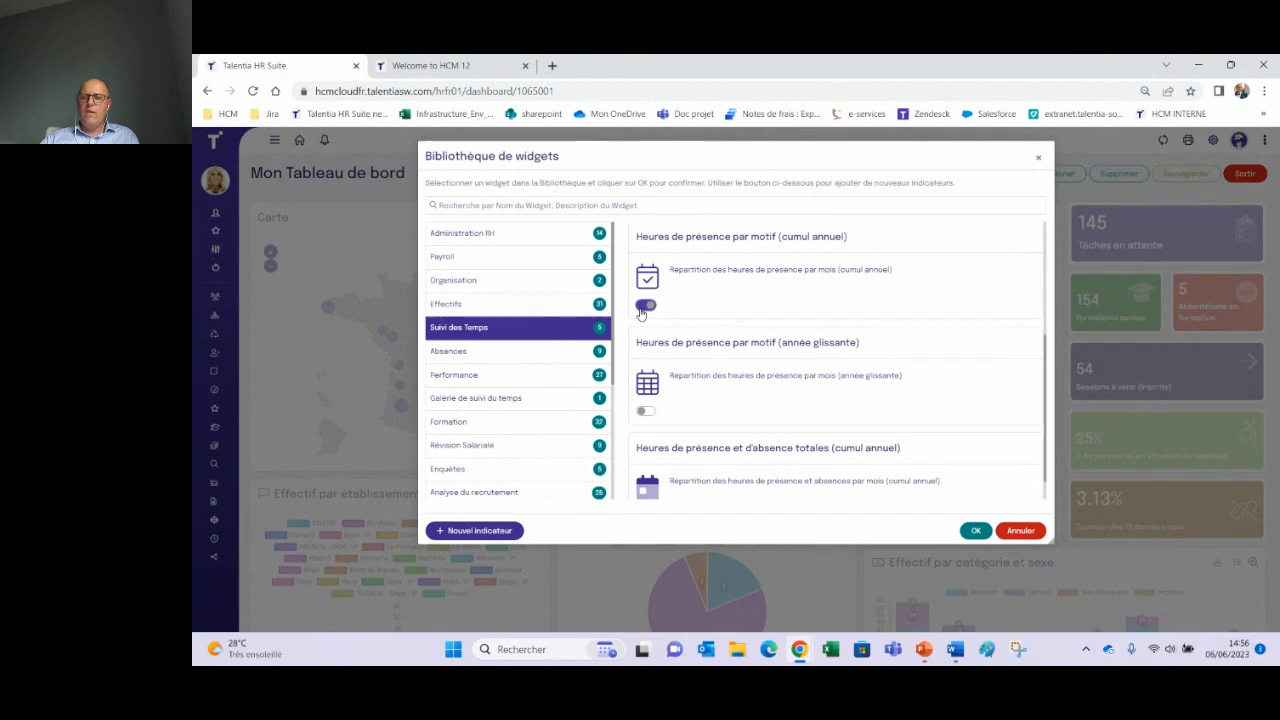 Talentia HR Suite
Welcome to HCM 12
hcmcloudfr.talentiasw.com/hrfr01/dashboard/1065001
HCM
Jira
Talentia HR Suite ne...
Infrastructure_Env_...
sharepoint
Mon OneDrive
Doc projet
Notes de frais : Exp...
e-services
Zendesck
Salesforce
extranet.talentia-so...
HCM INTERNE
Mon Tableau de bord
Supprimer
Sauvegarder
Sortir
Carte
Bibliothèque de widgets
Sélectionner un widget dans la Bibliothèque et cliquer sur OK pour confirmer. Utiliser le bouton ci-dessous pour ajouter de nouveaux indicateurs.
Recherche par Nom du Widget, Description du Widget
Administration RH 14
Payroll 6
Organisation 2
Effectifs 31
Suivi des Temps 5
Absences 9
Performance 27
Galerie de suivi du temps 1
Formation 32
Révision Salariale 9
Enquêtes 5
Analyse du recrutement 25
Heures de présence par motif (cumul annuel)
Répartition des heures de présence par mois (cumul annuel)
Heures de présence par motif (année glissante)
Répartition des heures de présence par mois (année glissante)
Heures de présence et d'absence totales (cumul annuel)
Répartition des heures de présence et absences par mois (cumul annuel).
+ Nouvel indicateur
OK
Annuler
145
Tâches en attente
154
Formations suivies
5
Absentéisme en
formation
54
Sessions à venir (inscrits)
25%
3.13%
Turnover des 12 derniers mois
Effectif par établissement
Effectif par catégorie et sexe
28°C
Très ensoleillé
Rechercher
14:56
06/06/2023